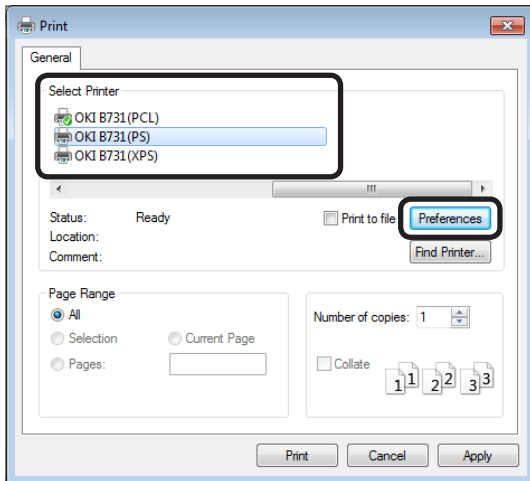 Print
General
Select Printer
OKI B731(PCL)
OKI B731(PS)
OKI B731(XPS)
Status: Ready Print to file Preferences
Location:
Comment: Find Printer...
Page Range
All
Selection Current Page
Pages:
Number of copies: 1
Collate
1 1 2 2 3 3
Print Cancel Apply